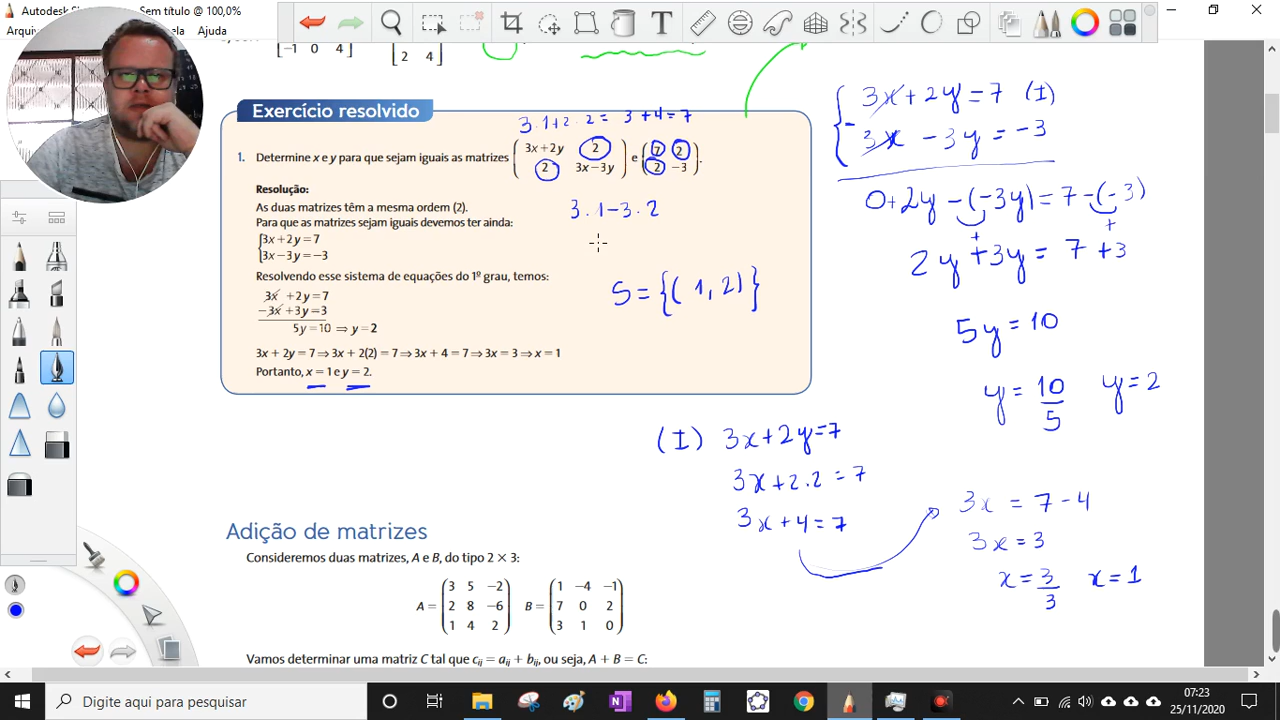 Autodesk S
Sem título @ 100,0%
Arqu
ela Ajuda
-1 0 4
2 4
Exercício resolvido
3.1+2.2= 3+4=7
1. Determine x e y para que sejam iguais as matrizes (3x+2y 2 e (7 2).
2 3x−3y) 2 −3
Resolução:
As duas matrizes têm a mesma ordem (2).
3.1-3.2
Para que as matrizes sejam iguais devemos ter ainda:
{3x+2y=7
{3x−3y=−3
Resolvendo esse sistema de equações do 1º grau, temos:
S={(1,2)}
3x +2y=7
−3x+3y=3
5y=10 ⇒ y=2
3x + 2y = 7 ⇒ 3x + 2(2) = 7 ⇒ 3x + 4 = 7 ⇒ 3x = 3 ⇒ x = 1
Portanto, x = 1 e y = 2.
{3x+2y=7 (I)
- 3x -3y=-3
0+2y-(-3y)=7-(-3)
+ +
2y+3y= 7+3
5y=10
y= 10 y=2
5
(I) 3x+2y=7
3x+2.2=7
3x+4=7
3x = 7-4
3x=3
x=3 x=1
3
Adição de matrizes
Consideremos duas matrizes, A e B, do tipo 2 × 3:
3 5 −2 1 −4 −1
A = 2 8 −6 B = 7 0 2
1 4 2 3 1 0
Vamos determinar uma matriz C tal que cij = aij + bij, ou seja, A + B = C:
Digite aqui para pesquisar
07:23
25/11/2020